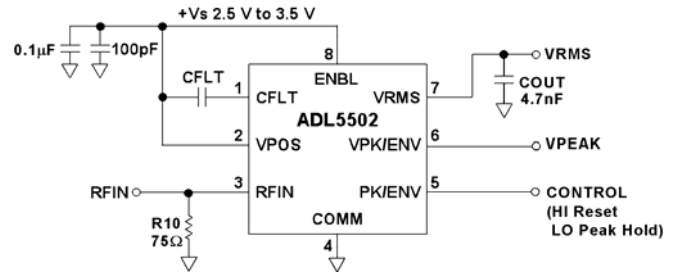 +Vs 2.5 V to 3.5 V
0.1µF
100pF
CFLT
8
ENBL
1
CFLT
VRMS
7
VRMS
COUT
4.7nF
ADL5502
2
VPOS
VPK/ENV
6
VPEAK
RFIN
3
RFIN
PK/ENV
5
CONTROL
(HI Reset
LO Peak Hold)
R10
75Ω
COMM
4